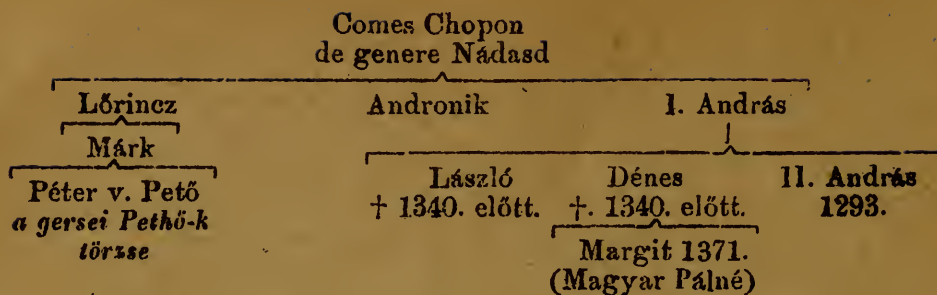 Comes Chopon
de genere Nádasd
Lőrincz Andronik I. András
Márk
Péter v. Pető László Dénes II. András
a gersei Pethő-k † 1340. előtt. †. 1340. előtt. 1293.
törzse
Margit 1371.
(Magyar Pálné)